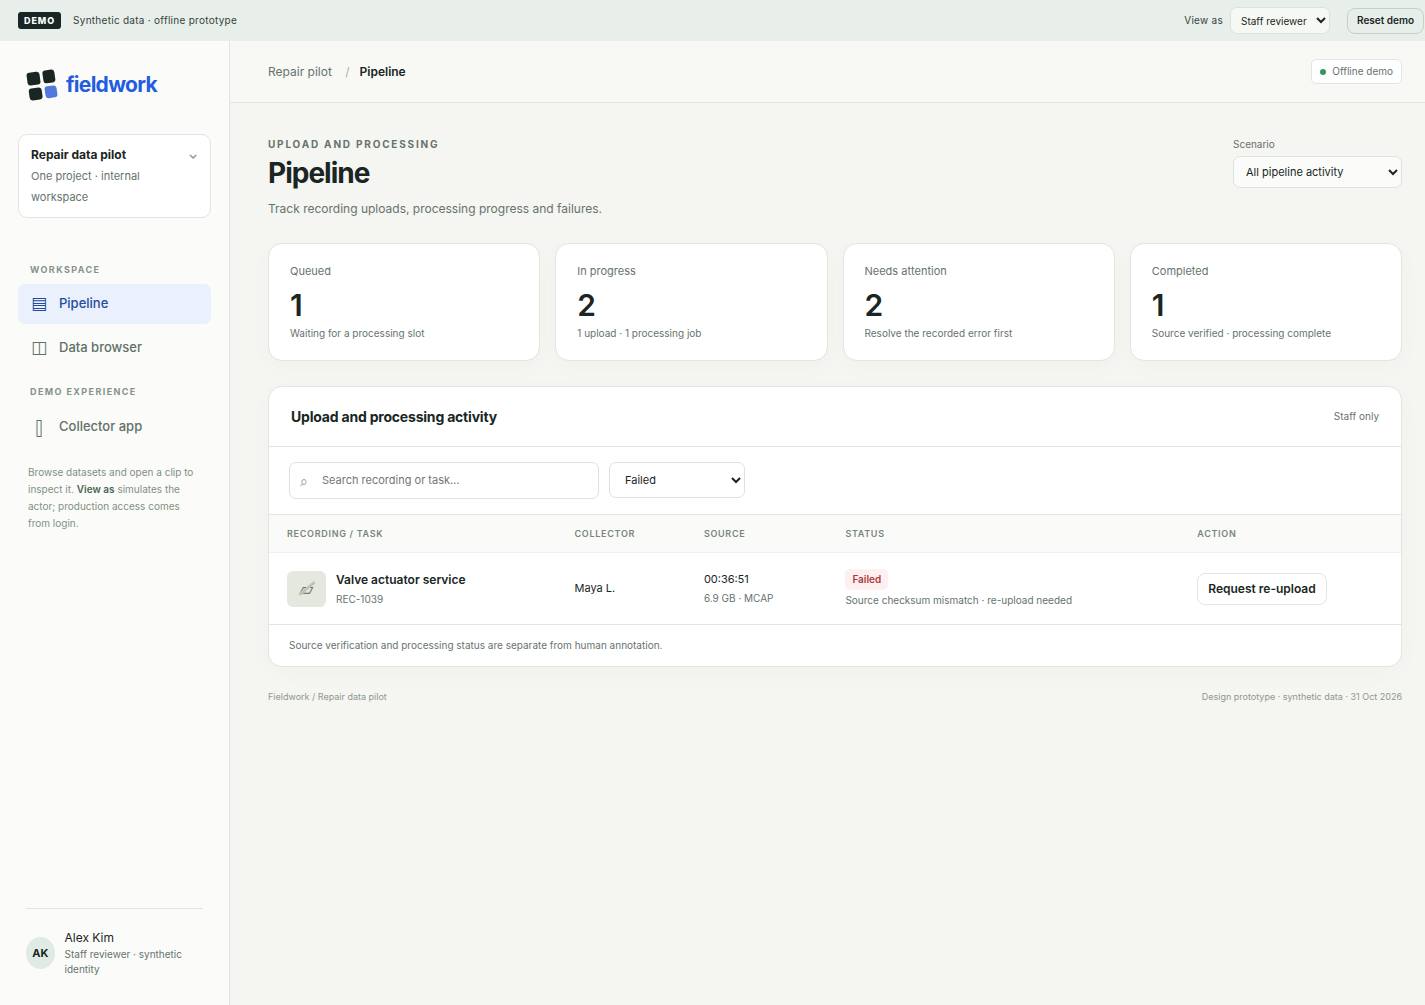 DEMO Synthetic data · offline prototype View as Staff reviewer Reset demo
fieldwork
Repair pilot / Pipeline Offline demo
Repair data pilot
One project · internal
workspace
WORKSPACE
Pipeline
Data browser
DEMO EXPERIENCE
Collector app
Browse datasets and open a clip to
inspect it. View as simulates the
actor; production access comes
from login.
AK
Alex Kim
Staff reviewer · synthetic
identity
UPLOAD AND PROCESSING
Pipeline
Track recording uploads, processing progress and failures.
Scenario
All pipeline activity
Queued
1
Waiting for a processing slot
In progress
2
1 upload · 1 processing job
Needs attention
2
Resolve the recorded error first
Completed
1
Source verified · processing complete
Upload and processing activity Staff only
Search recording or task... Failed
RECORDING / TASK COLLECTOR SOURCE STATUS ACTION
Valve actuator service
REC-1039
Maya L.
00:36:51
6.9 GB · MCAP
Failed
Source checksum mismatch · re-upload needed
Request re-upload
Source verification and processing status are separate from human annotation.
Fieldwork / Repair data pilot Design prototype · synthetic data · 31 Oct 2026